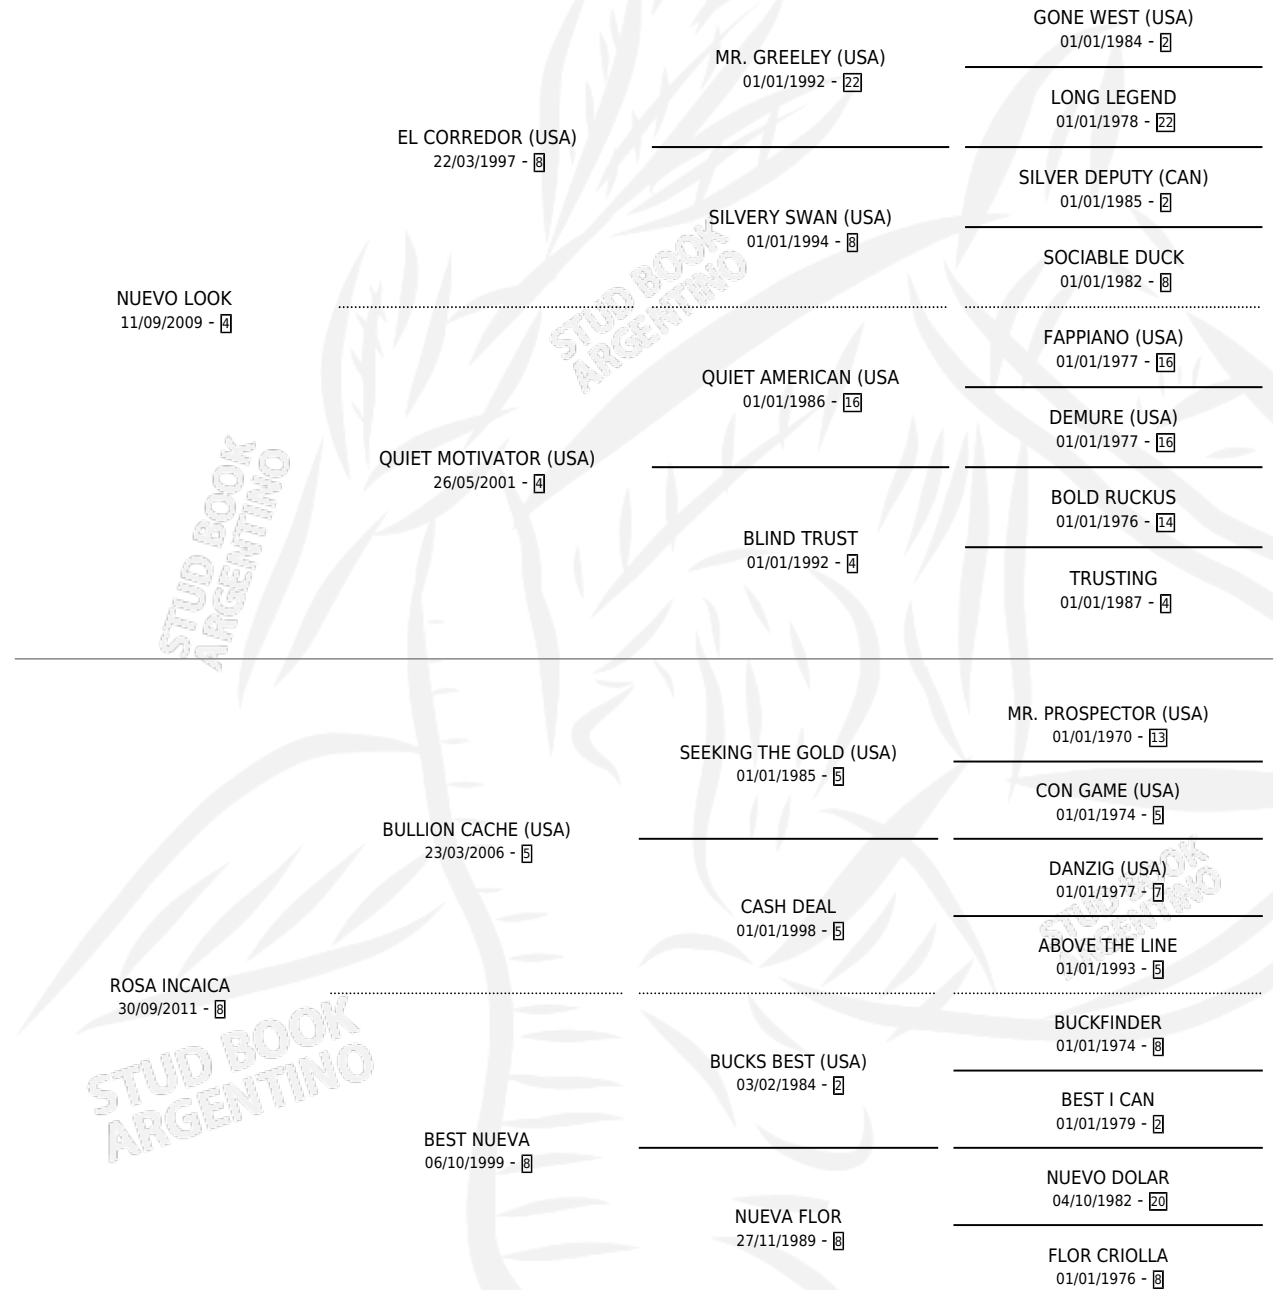 GONE WEST (USA)
01/01/1984 - 2
MR. GREELEY (USA)
01/01/1992 - 22
LONG LEGEND
01/01/1978 - 22
EL CORREDOR (USA)
22/03/1997 - 8
SILVER DEPUTY (CAN)
01/01/1985 - 2
SILVERY SWAN (USA)
01/01/1994 - 8
SOCIABLE DUCK
01/01/1982 - 8
NUEVO LOOK
11/09/2009 - 4
FAPPIANO (USA)
01/01/1977 - 16
QUIET AMERICAN (USA
01/01/1986 - 16
DEMURE (USA)
01/01/1977 - 16
QUIET MOTIVATOR (USA)
26/05/2001 - 4
BOLD RUCKUS
01/01/1976 - 14
BLIND TRUST
01/01/1992 - 4
TRUSTING
01/01/1987 - 4
MR. PROSPECTOR (USA)
01/01/1970 - 13
SEEKING THE GOLD (USA)
01/01/1985 - 5
CON GAME (USA)
01/01/1974 - 5
BULLION CACHE (USA)
23/03/2006 - 5
DANZIG (USA)
01/01/1977 - 7
CASH DEAL
01/01/1998 - 5
ABOVE THE LINE
01/01/1993 - 5
ROSA INCAICA
30/09/2011 - 8
BUCKFINDER
01/01/1974 - 8
BUCKS BEST (USA)
03/02/1984 - 2
BEST I CAN
01/01/1979 - 2
BEST NUEVA
06/10/1999 - 8
NUEVO DOLAR
04/10/1982 - 20
NUEVA FLOR
27/11/1989 - 8
FLOR CRIOLLA
01/01/1976 - 8
STUD BOOK
ARGENTINO
STUD BOOK
ARGENTINO
STUD BOOK
ARGENTINO
STUD BOOK
ARGENTINO